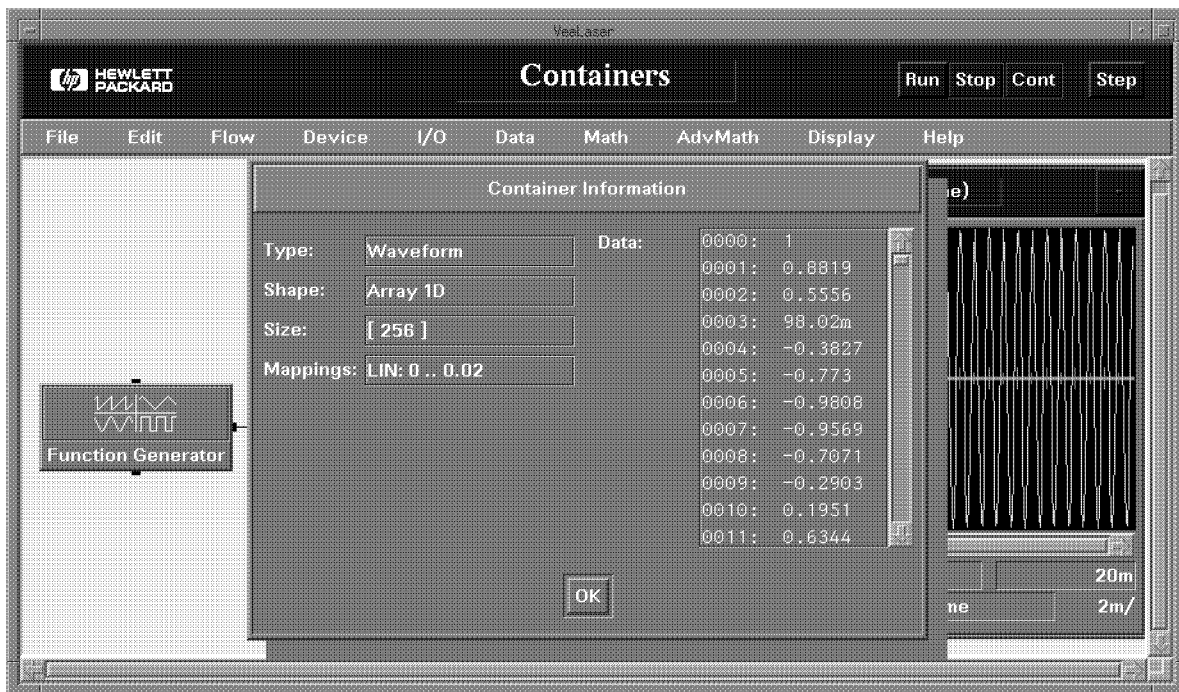 VeeLaser
hp HEWLETT PACKARD
Containers
Run Stop Cont Step
File Edit Flow Device I/O Data Math AdvMath Display Help
Container Information
ne)
Type: Waveform
Shape: Array 1D
Size: [ 256 ]
Mappings: LIN: 0 .. 0.02
Data:
0000: 1
0001: 0.8819
0002: 0.5556
0003: 98.02m
0004: -0.3827
0005: -0.773
0006: -0.9808
0007: -0.9569
0008: -0.7071
0009: -0.2903
0010: 0.1951
0011: 0.6344
Function Generator
OK
20m
me 2m/